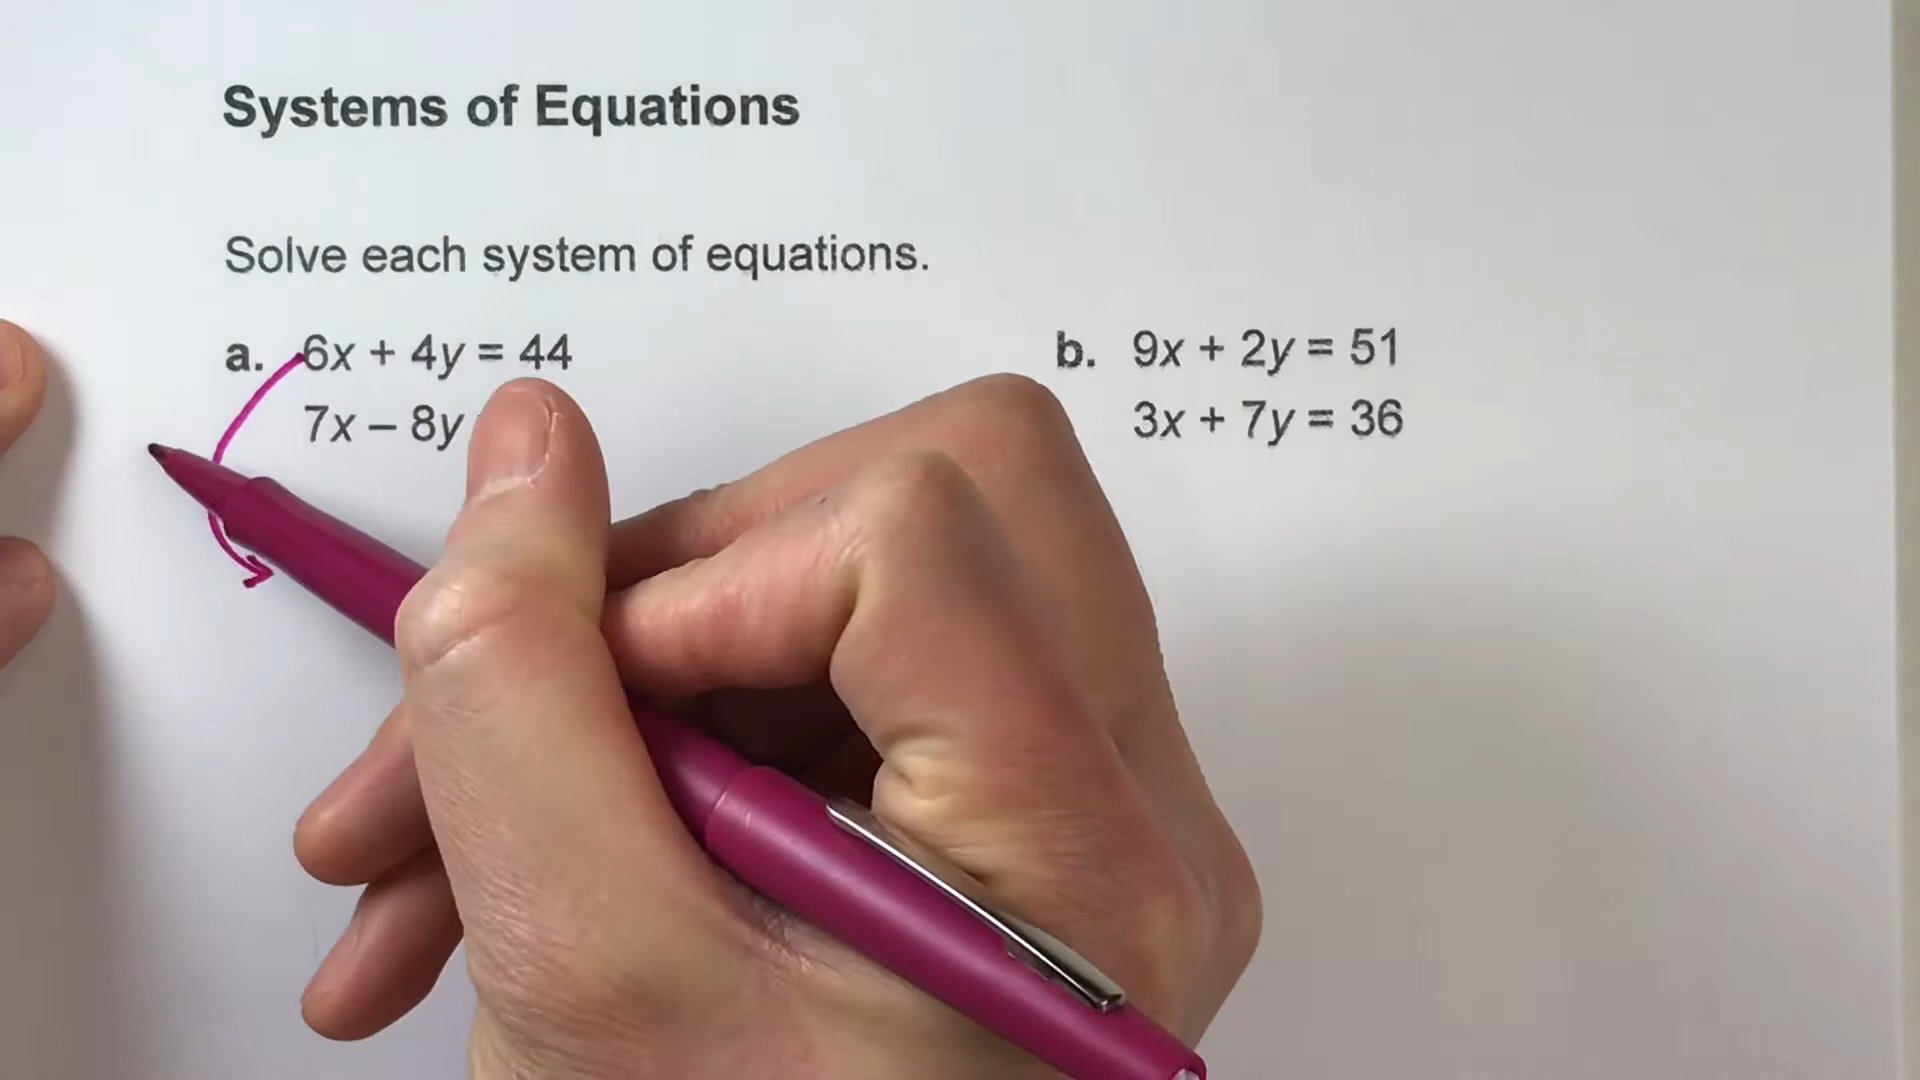 Systems of Equations
Solve each system of equations.
a. 6x + 4y = 44
7x – 8y
b. 9x + 2y = 51
3x + 7y = 36